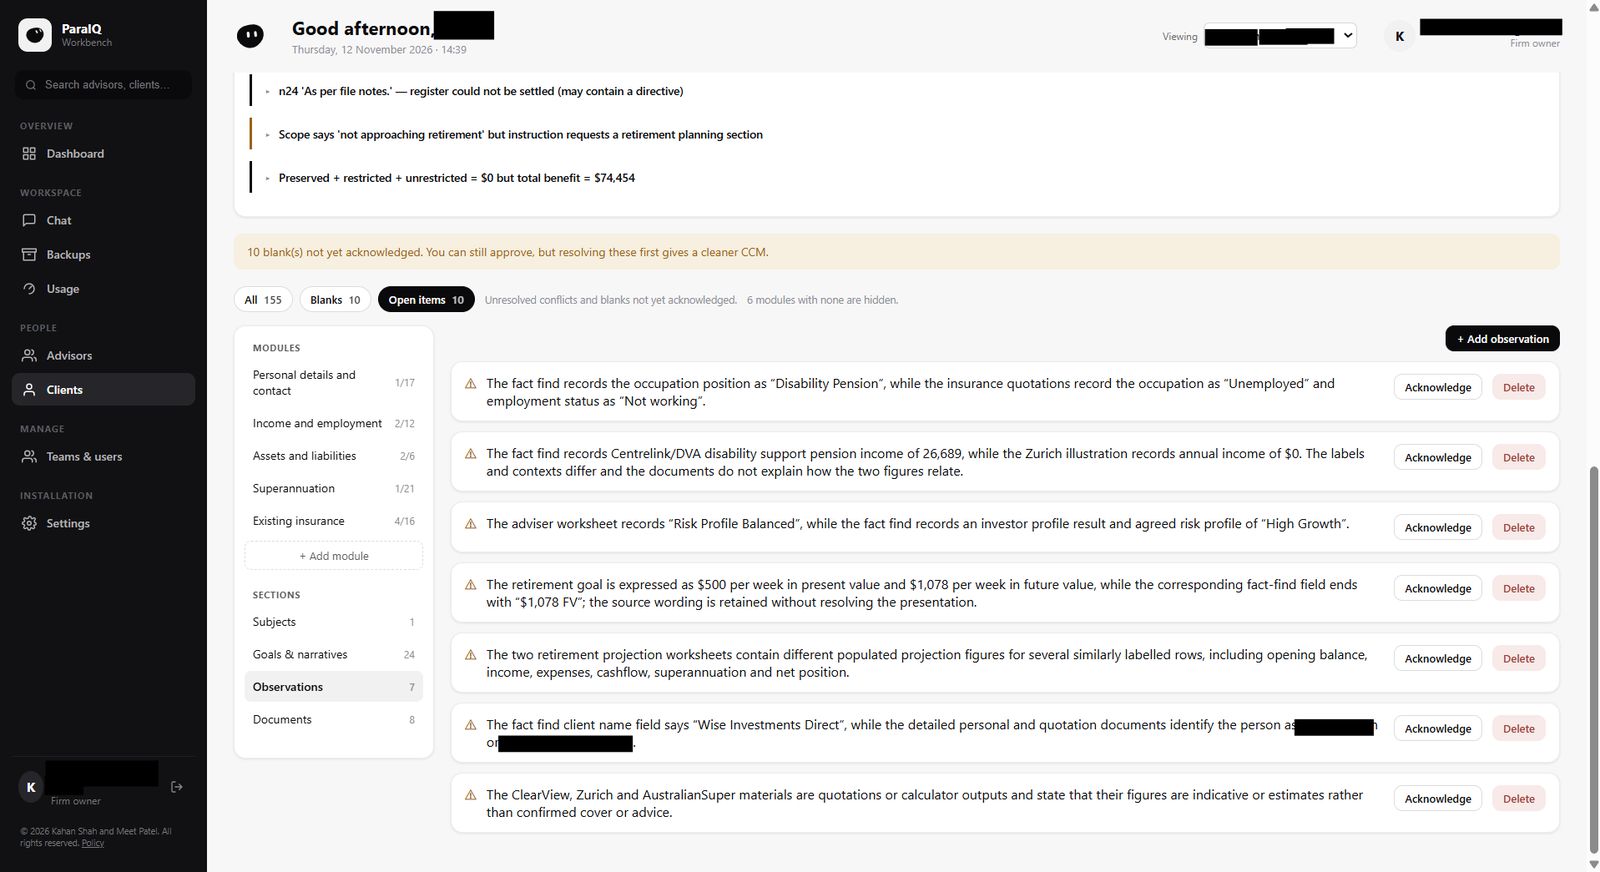 ParaIQ
Workbench
Search advisors, clients...
OVERVIEW
Dashboard
WORKSPACE
Chat
Backups
Usage
PEOPLE
Advisors
Clients
MANAGE
Teams & users
INSTALLATION
Settings
K
Firm owner
© 2026 Kahan Shah and Meet Patel. All
rights reserved. Policy
Good afternoon,
Thursday, 12 November 2026 · 14:39
Viewing
K
Firm owner
n24 'As per file notes.' — register could not be settled (may contain a directive)
Scope says 'not approaching retirement' but instruction requests a retirement planning section
Preserved + restricted + unrestricted = $0 but total benefit = $74,454
10 blank(s) not yet acknowledged. You can still approve, but resolving these first gives a cleaner CCM.
All 155
Blanks 10
Open items 10
Unresolved conflicts and blanks not yet acknowledged. 6 modules with none are hidden.
MODULES
Personal details and
contact 1/17
Income and employment 2/12
Assets and liabilities 2/6
Superannuation 1/21
Existing insurance 4/16
+ Add module
SECTIONS
Subjects 1
Goals & narratives 24
Observations 7
Documents 8
+ Add observation
The fact find records the occupation position as “Disability Pension”, while the insurance quotations record the occupation as “Unemployed” and
employment status as “Not working”.
Acknowledge Delete
The fact find records Centrelink/DVA disability support pension income of 26,689, while the Zurich illustration records annual income of $0. The labels
and contexts differ and the documents do not explain how the two figures relate.
Acknowledge Delete
The adviser worksheet records “Risk Profile Balanced”, while the fact find records an investor profile result and agreed risk profile of “High Growth”.
Acknowledge Delete
The retirement goal is expressed as $500 per week in present value and $1,078 per week in future value, while the corresponding fact-find field ends
with “$1,078 FV”; the source wording is retained without resolving the presentation.
Acknowledge Delete
The two retirement projection worksheets contain different populated projection figures for several similarly labelled rows, including opening balance,
income, expenses, cashflow, superannuation and net position.
Acknowledge Delete
The fact find client name field says “Wise Investments Direct”, while the detailed personal and quotation documents identify the person as
or .
Acknowledge Delete
The ClearView, Zurich and AustralianSuper materials are quotations or calculator outputs and state that their figures are indicative or estimates rather
than confirmed cover or advice.
Acknowledge Delete